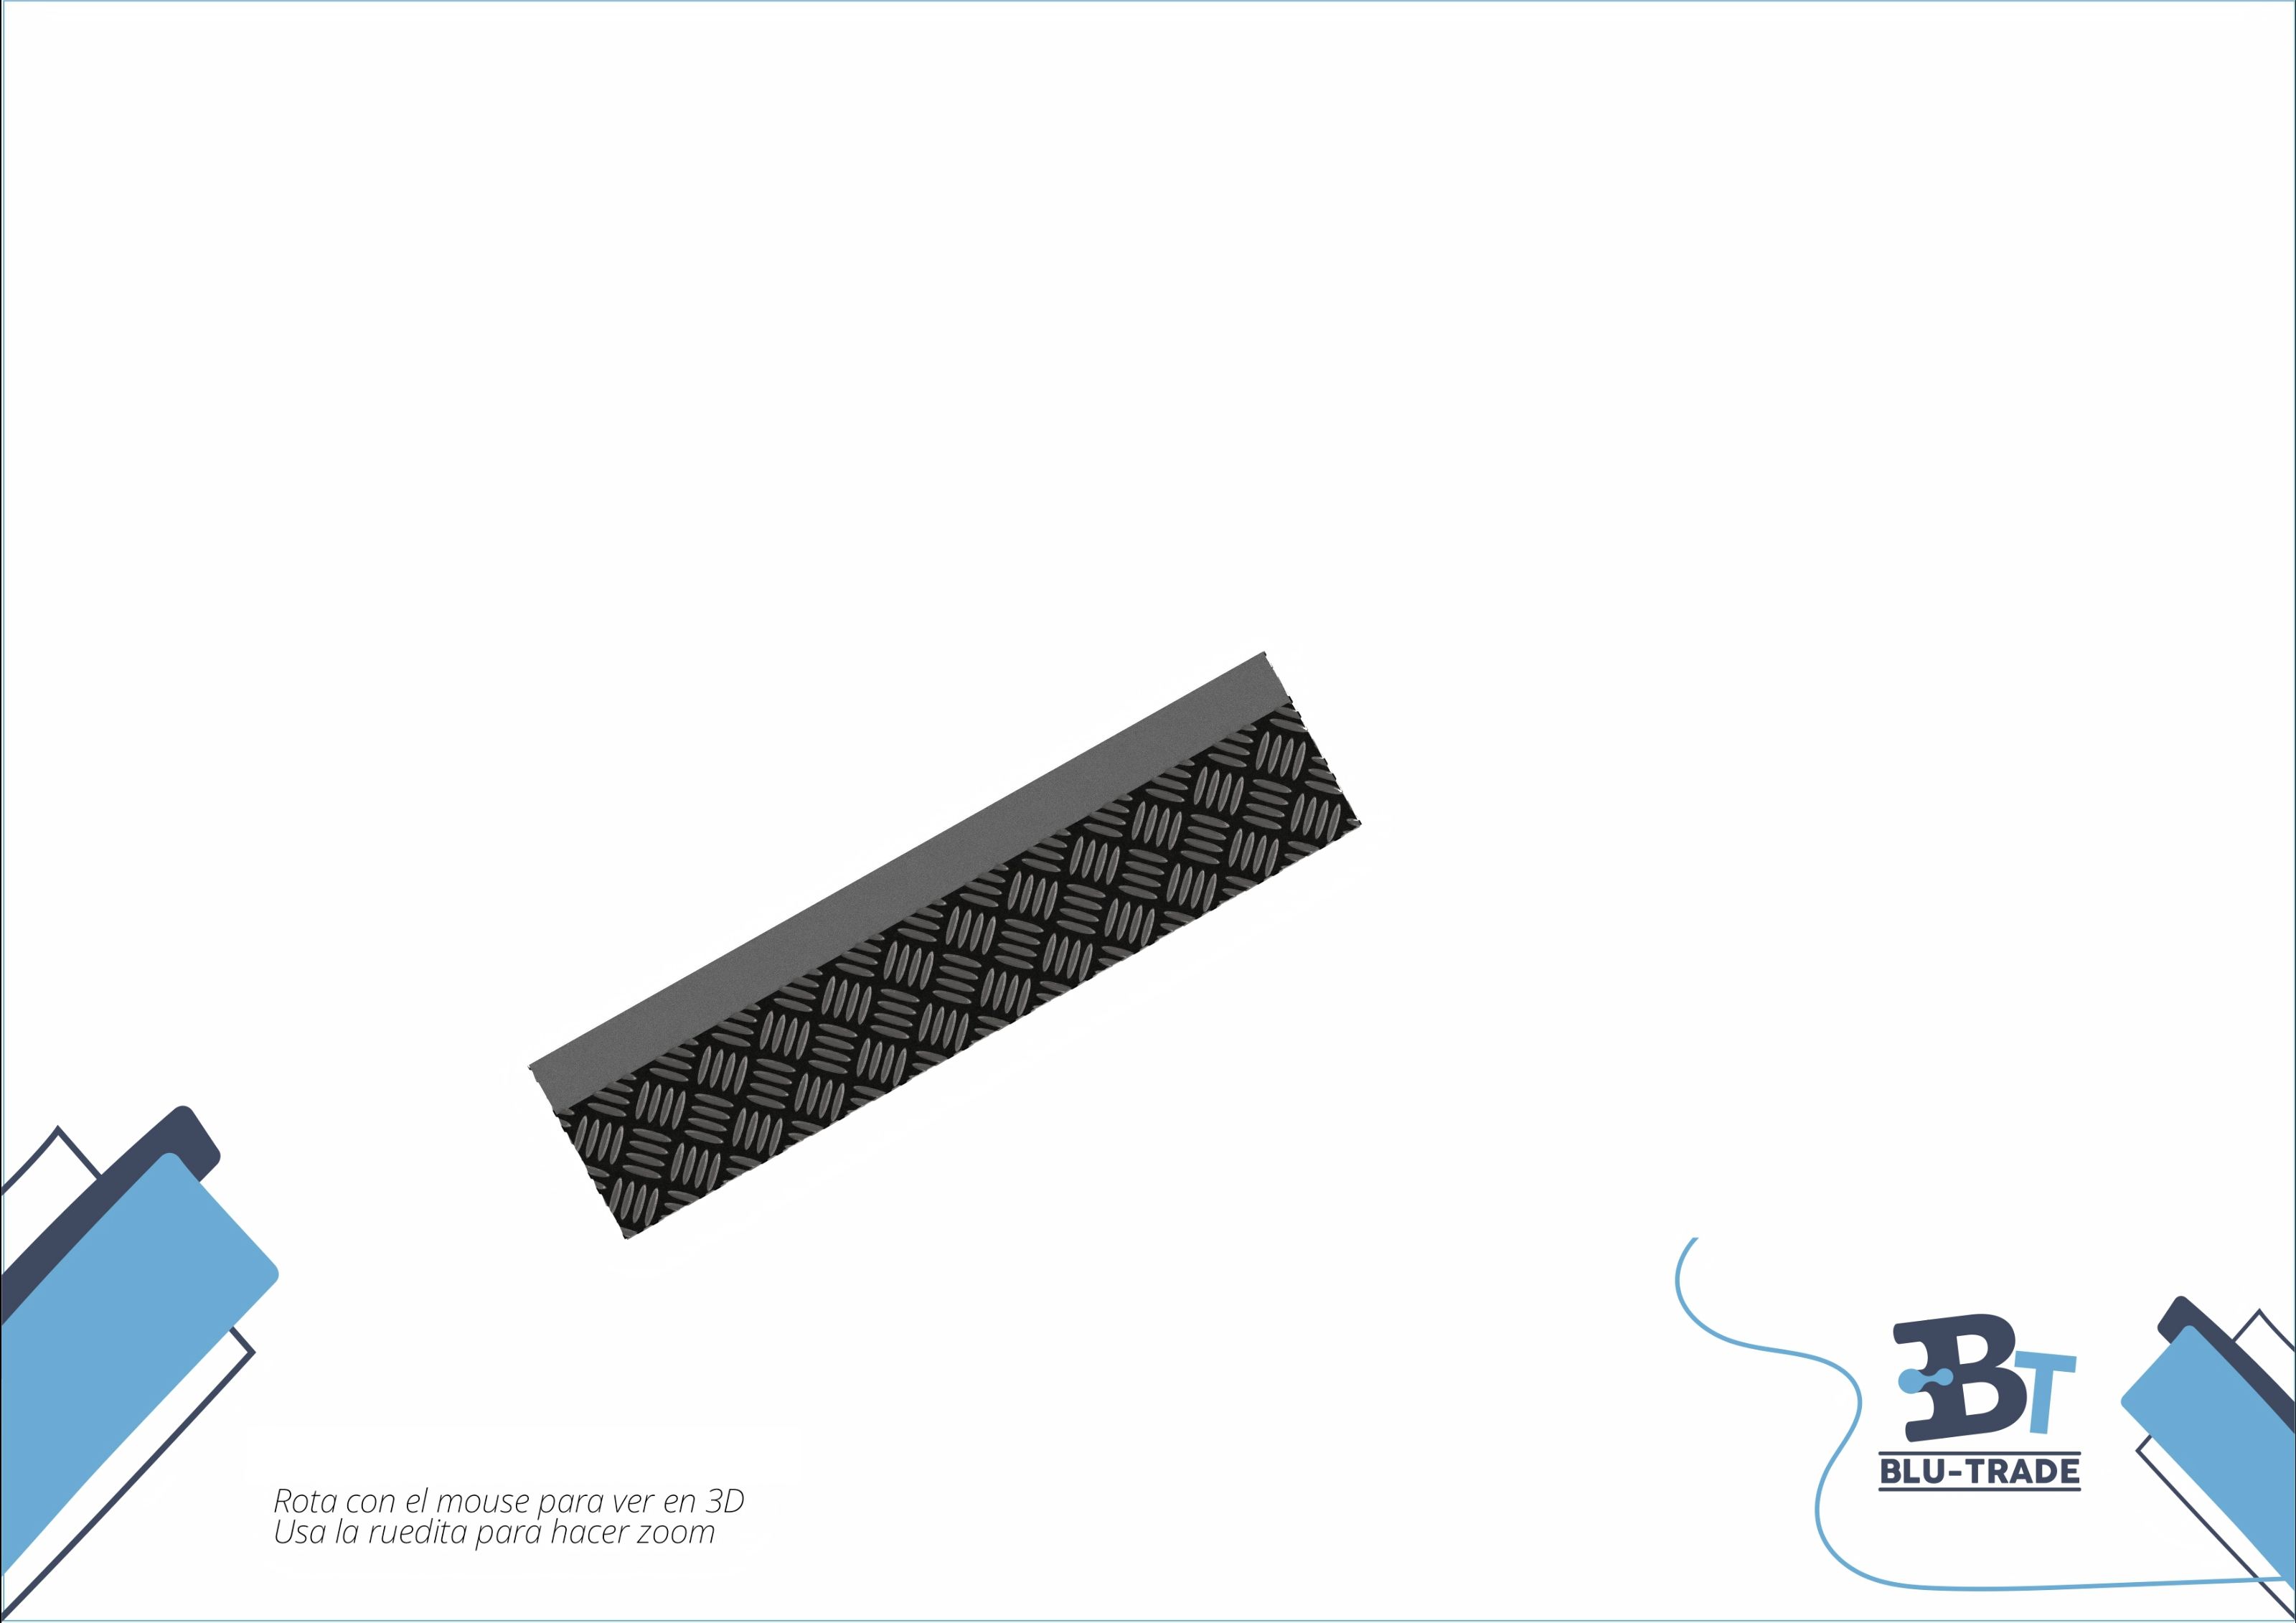 Rota con el mouse para ver en 3D
Usa la ruedita para hacer zoom
BT
BLU-TRADE